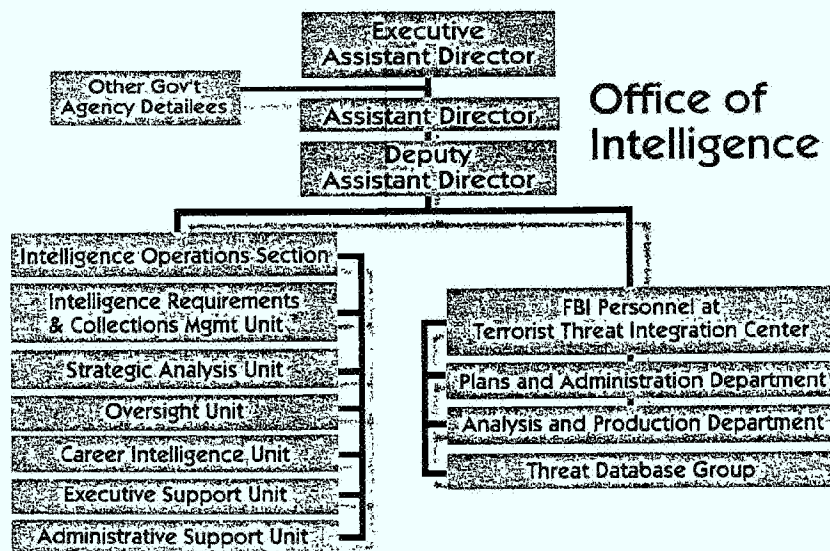 Executive
Assistant Director
Other Gov't
Agency Detailees
Office of
Intelligence
Assistant Director
Deputy
Assistant Director
Intelligence Operations Section
Intelligence Requirements
& Collections Mgmt Unit
Strategic Analysis Unit
Oversight Unit
Career Intelligence Unit
Executive Support Unit
Administrative Support Unit
FBI Personnel at
Terrorist Threat Integration Center
Plans and Administration Department
Analysis and Production Department
Threat Database Group